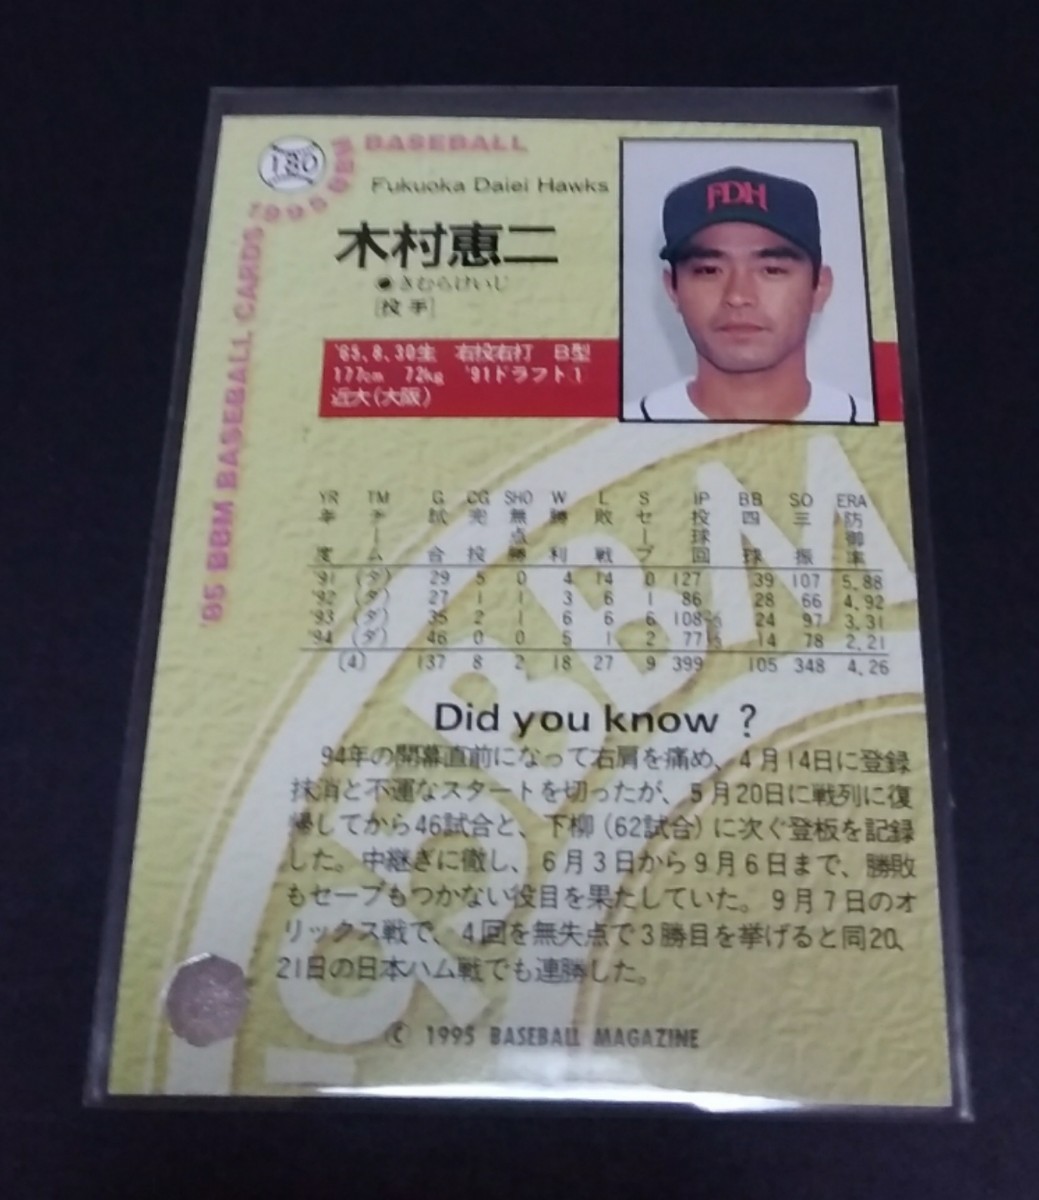 180
1995 BBM BASEBALL
Fukuoka Daiei Hawks
木村恵二
●きむらけいじ
[投手]
FDH
'65.8.30生 右投右打 B型
177cm 72kg '91ドラフト①
近大(大阪)
'95 BBM BASEBALL CARDS
YR TM G CG SHO W L S IP BB SO ERA
年度 チーム 試合 完投 無点勝 勝利 敗戦 セーブ 投球回 四球 三振 防御率
'91 (ダ) 29 5 0 4 14 0 127 39 107 5.88
'92 (ダ) 27 1 1 3 6 1 86 28 66 4.92
'93 (ダ) 35 2 1 6 6 6 108 24 97 3.31
'94 (ダ) 46 0 0 5 1 2 77 14 78 2.21
(4) 137 8 2 18 27 9 399 105 348 4.26
Did you know ?
94年の開幕直前になって右肩を痛め、4月14日に登録
抹消と不運なスタートを切ったが、5月20日に戦列に復
帰してから46試合と、下柳(62試合)に次ぐ登板を記録
した。中継ぎに徹し、6月3日から9月6日まで、勝敗
もセーブもつかない役目を果たしていた。9月7日のオ
リックス戦で、4回を無失点で3勝目を挙げると同20、
21日の日本ハム戦でも連勝した。
© 1995 BASEBALL MAGAZINE